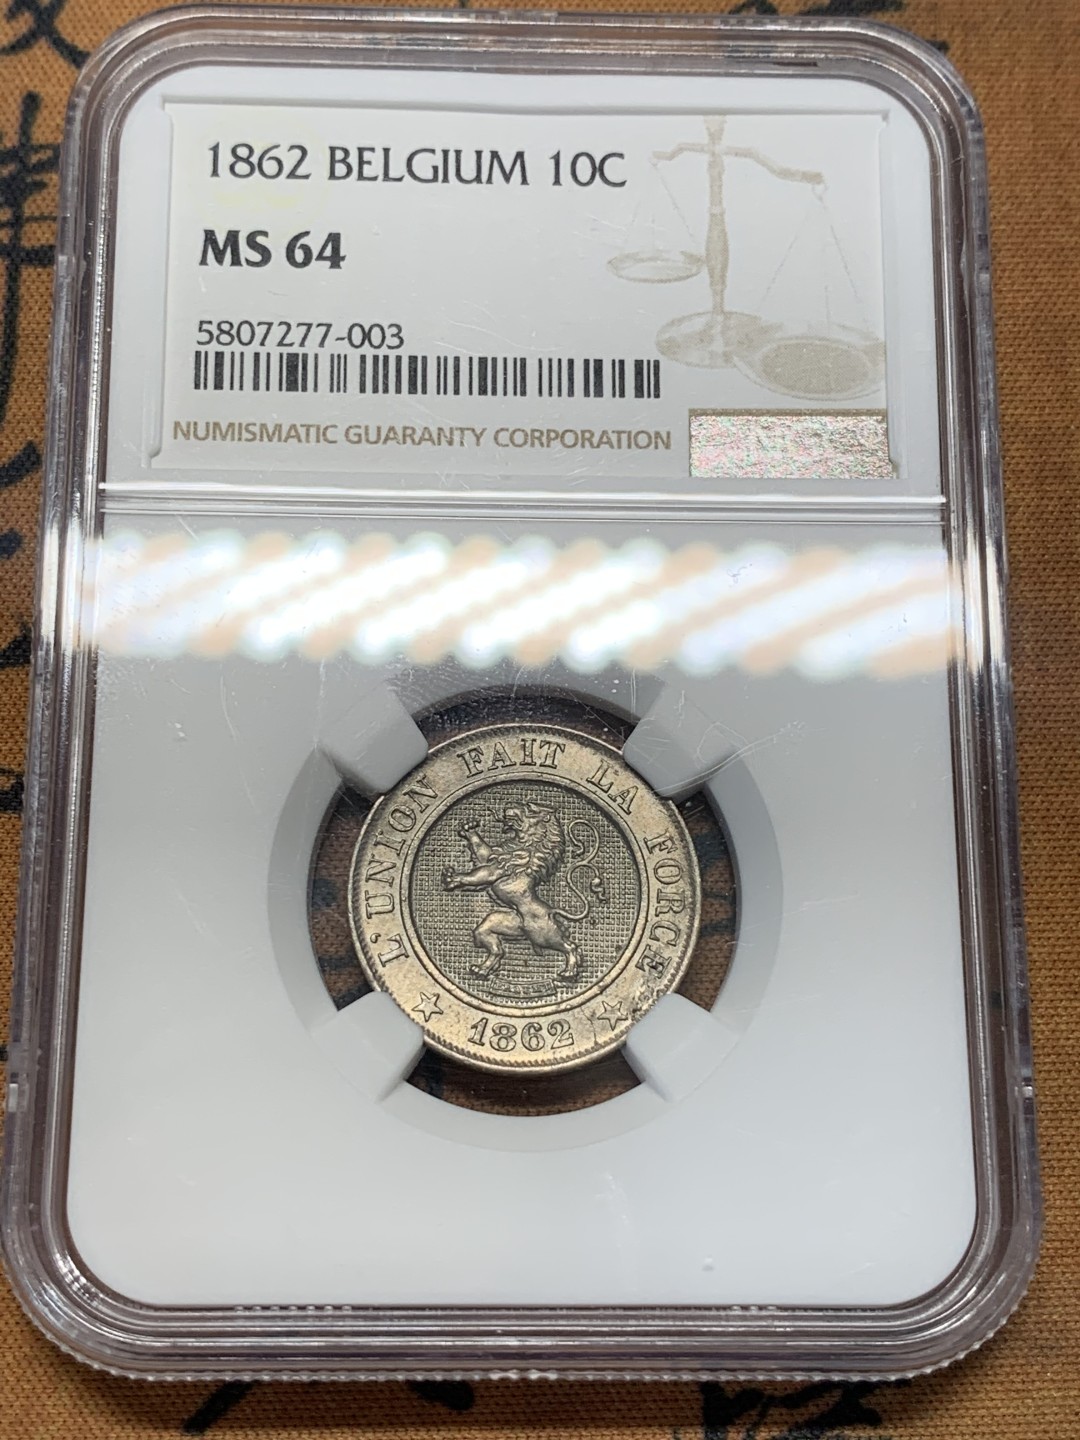 1862 BELGIUM 10C
MS 64
5807277-003
NUMISMATIC GUARANTY CORPORATION
L'UNION FAIT LA FORCE
1862